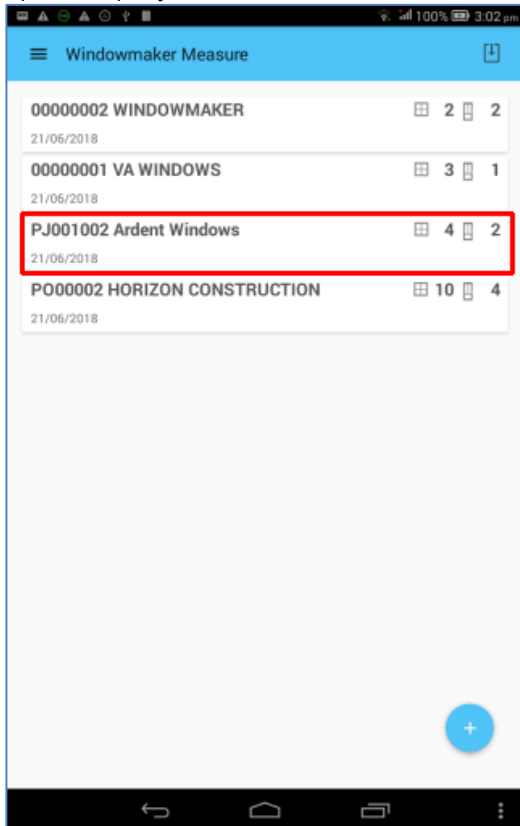 100% 3:02 pm
Windowmaker Measure
00000002 WINDOWMAKER 2 2
21/06/2018
00000001 VA WINDOWS 3 1
21/06/2018
PJ001002 Ardent Windows 4 2
21/06/2018
PO00002 HORIZON CONSTRUCTION 10 4
21/06/2018
+